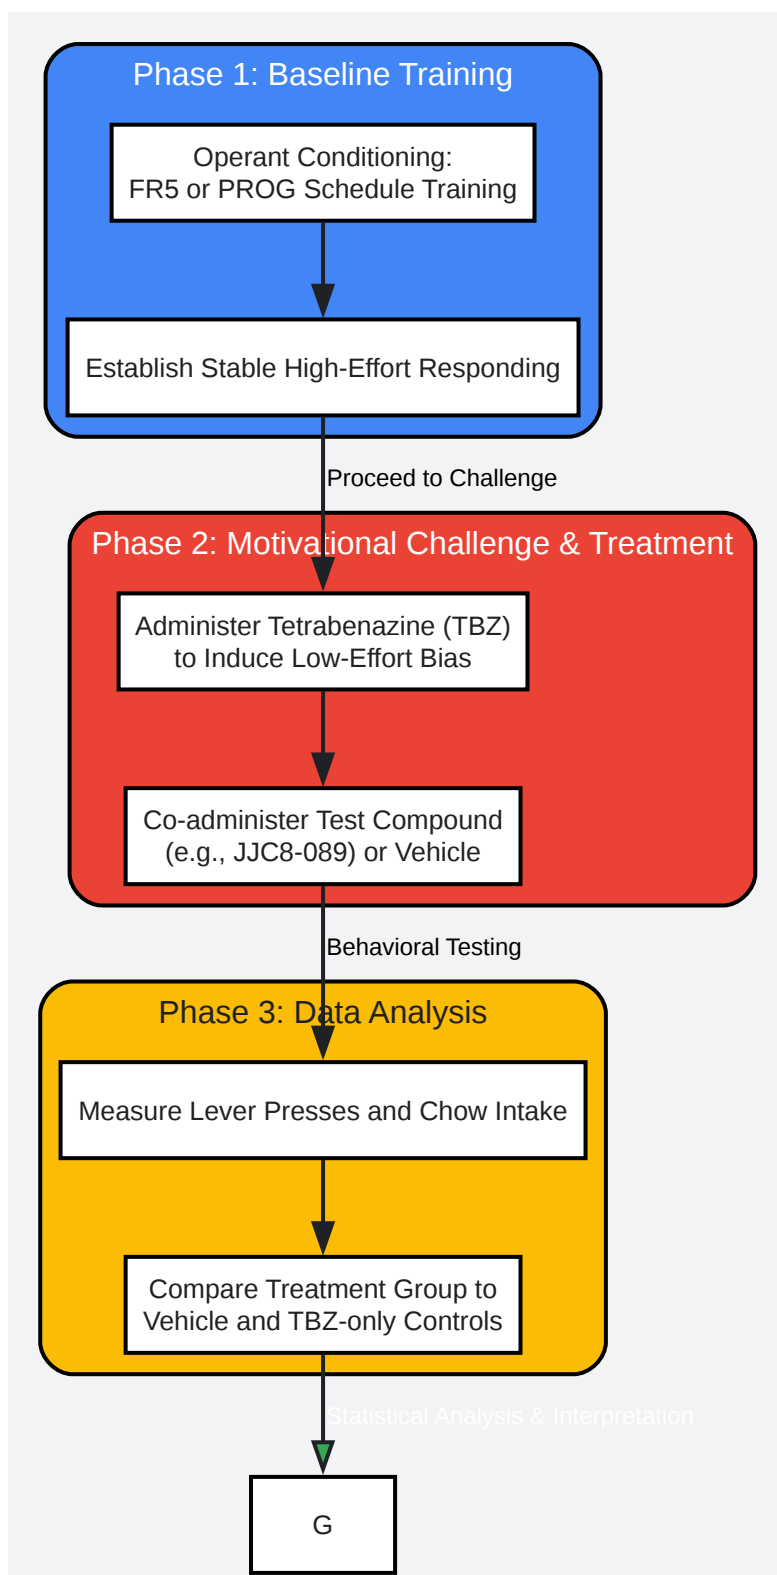 Phase 1: Baseline Training
Operant Conditioning:
FR5 or PROG Schedule Training
Establish Stable High-Effort Responding
Proceed to Challenge
Phase 2: Motivational Challenge & Treatment
Administer Tetrabenazine (TBZ)
to Induce Low-Effort Bias
Co-administer Test Compound
(e.g., JJC8-089) or Vehicle
Behavioral Testing
Phase 3: Data Analysis
Measure Lever Presses and Chow Intake
Compare Treatment Group to
Vehicle and TBZ-only Controls
Statistical Analysis & Interpretation
G